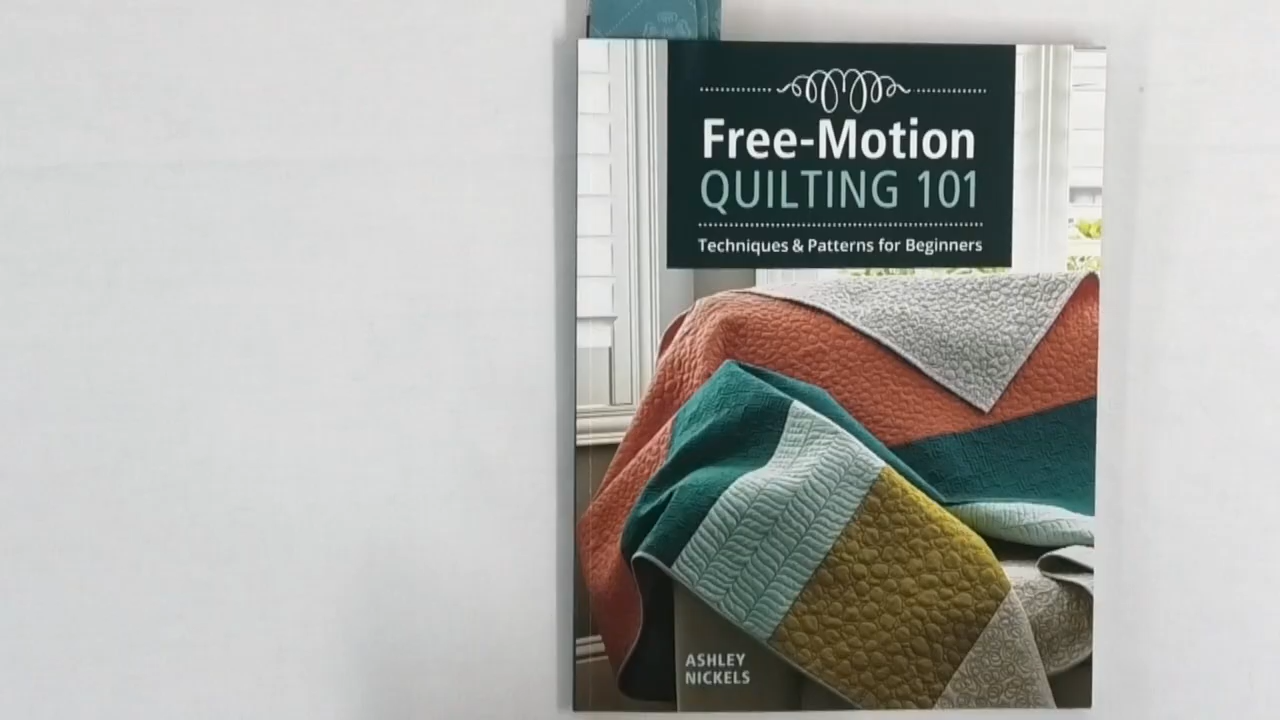 Free-Motion
QUILTING 101
Techniques & Patterns for Beginners
ASHLEY
NICKELS